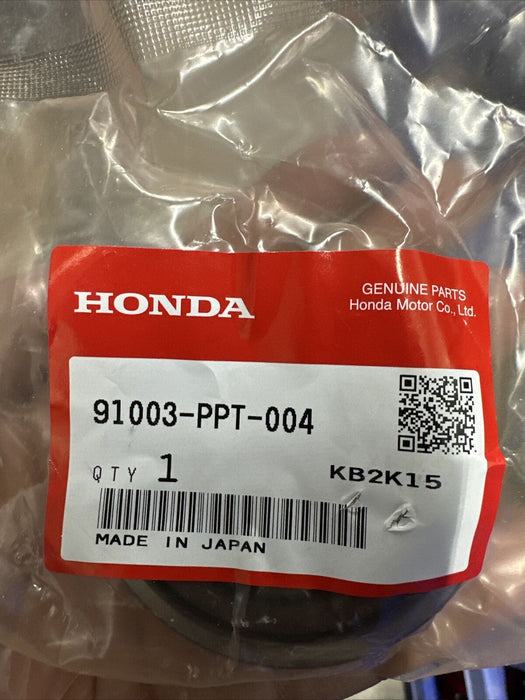 HONDA
GENUINE PARTS
Honda Motor Co., Ltd.
91003-PPT-004
QTY 1
KB2K15
MADE IN JAPAN